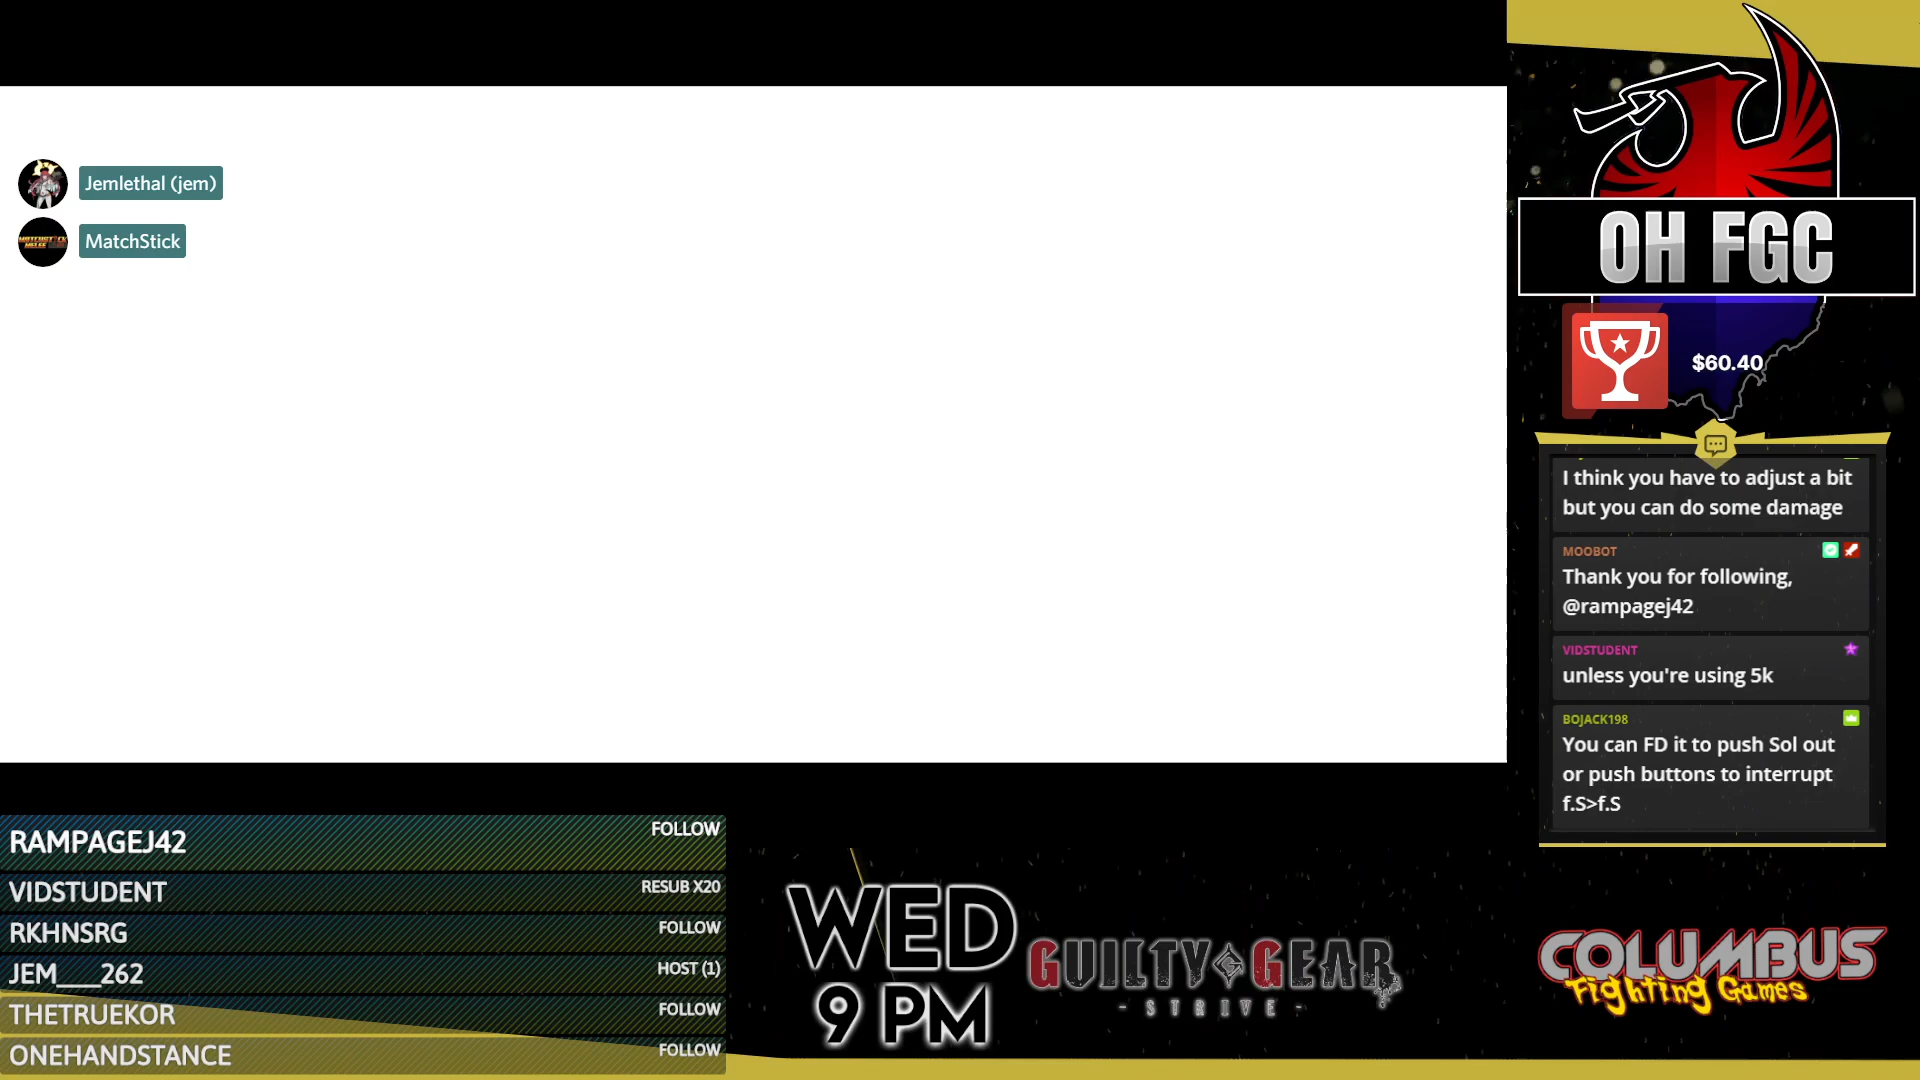 Jemlethal (jem)
MatchStick
OH FGC
$60.40
I think you have to adjust a bit
but you can do some damage
MOOBOT
Thank you for following,
@rampagej42
VIDSTUDENT
unless you're using 5k
BOJACK198
You can FD it to push Sol out
or push buttons to interrupt
f.S>f.S
RAMPAGEJ42 FOLLOW
VIDSTUDENT RESUB X20
RKHNSRG FOLLOW
JEM___262 HOST (1)
THETRUEKOR FOLLOW
ONEHANDSTANCE FOLLOW
WED
9 PM
GUILTY GEAR
- STRIVE -
COLUMBUS
Fighting Games